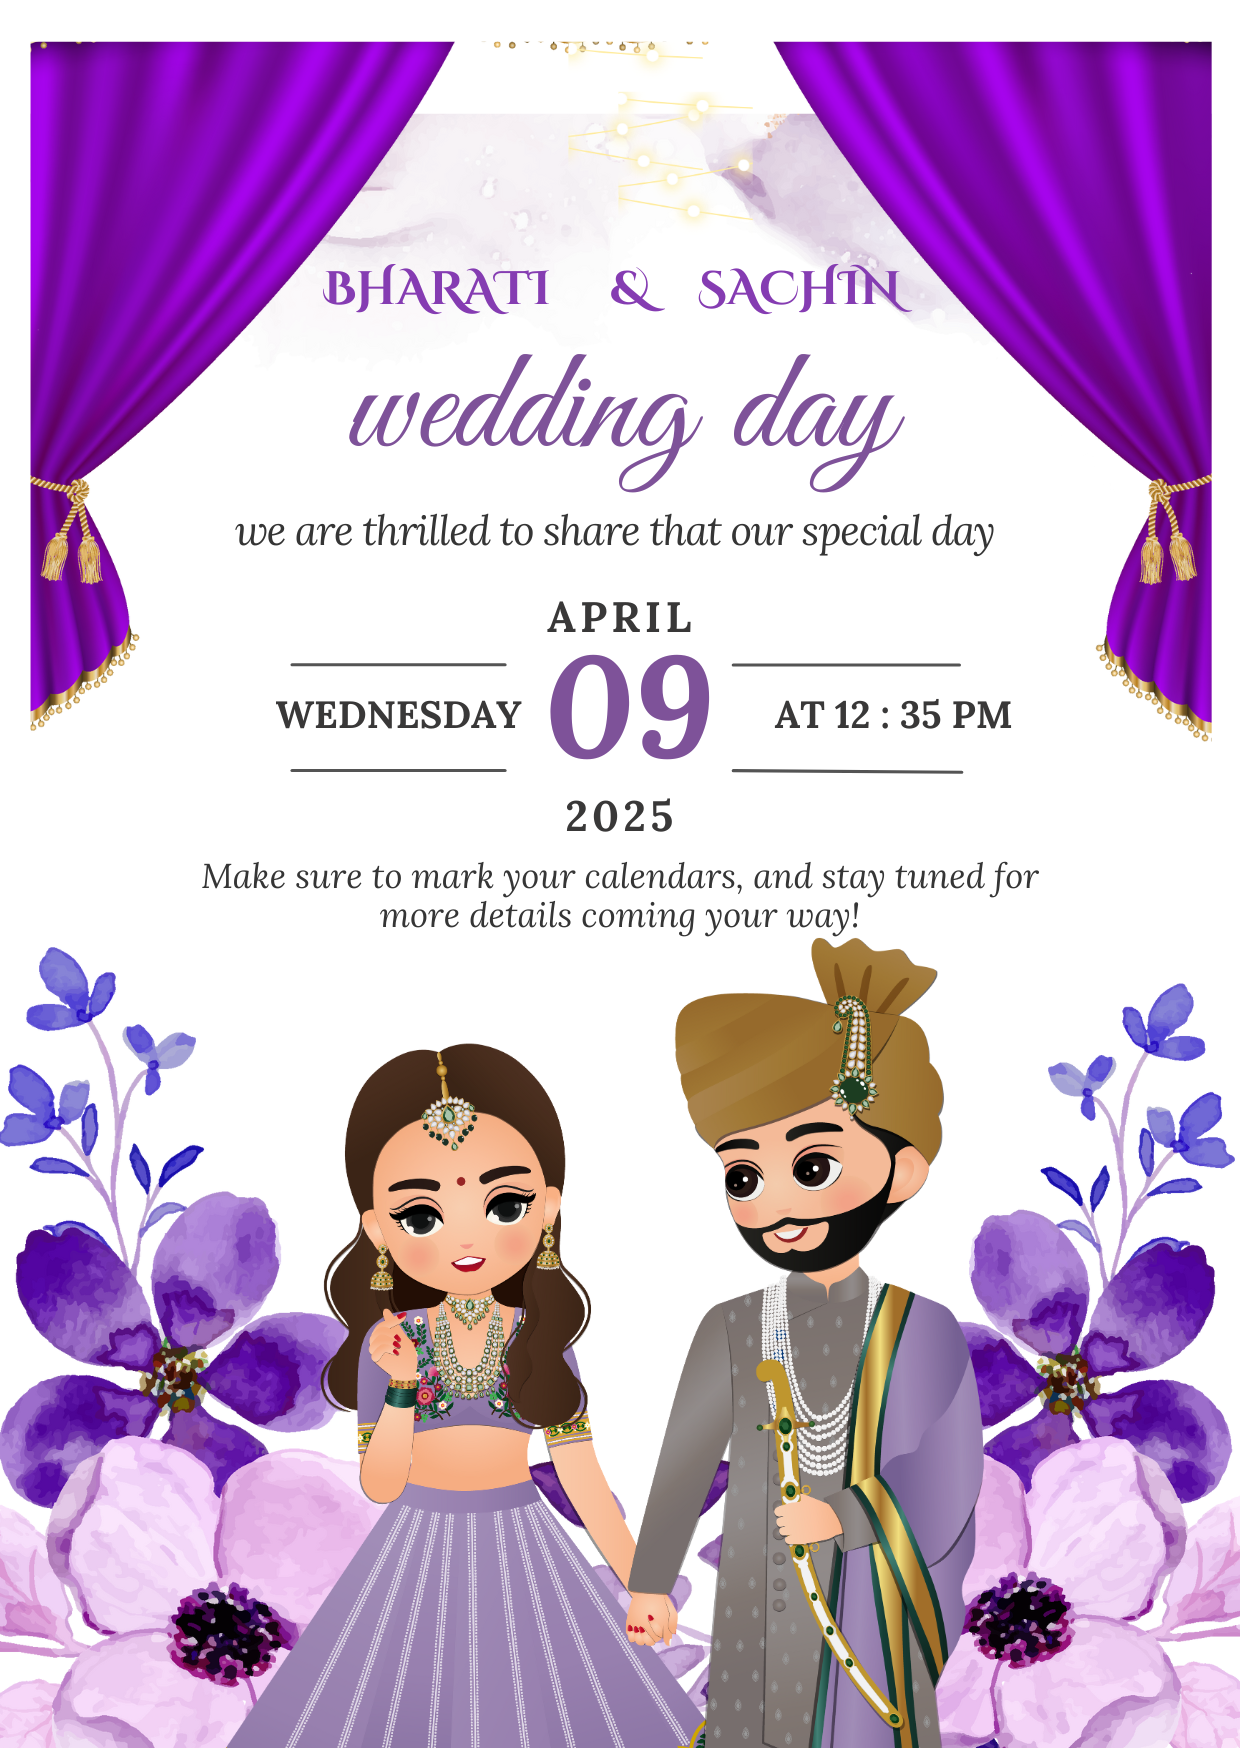 BHARATI & SACHIN
wedding day
we are thrilled to share that our special day
APRIL
WEDNESDAY 09 AT 12 : 35 PM
2025
Make sure to mark your calendars, and stay tuned for
more details coming your way!